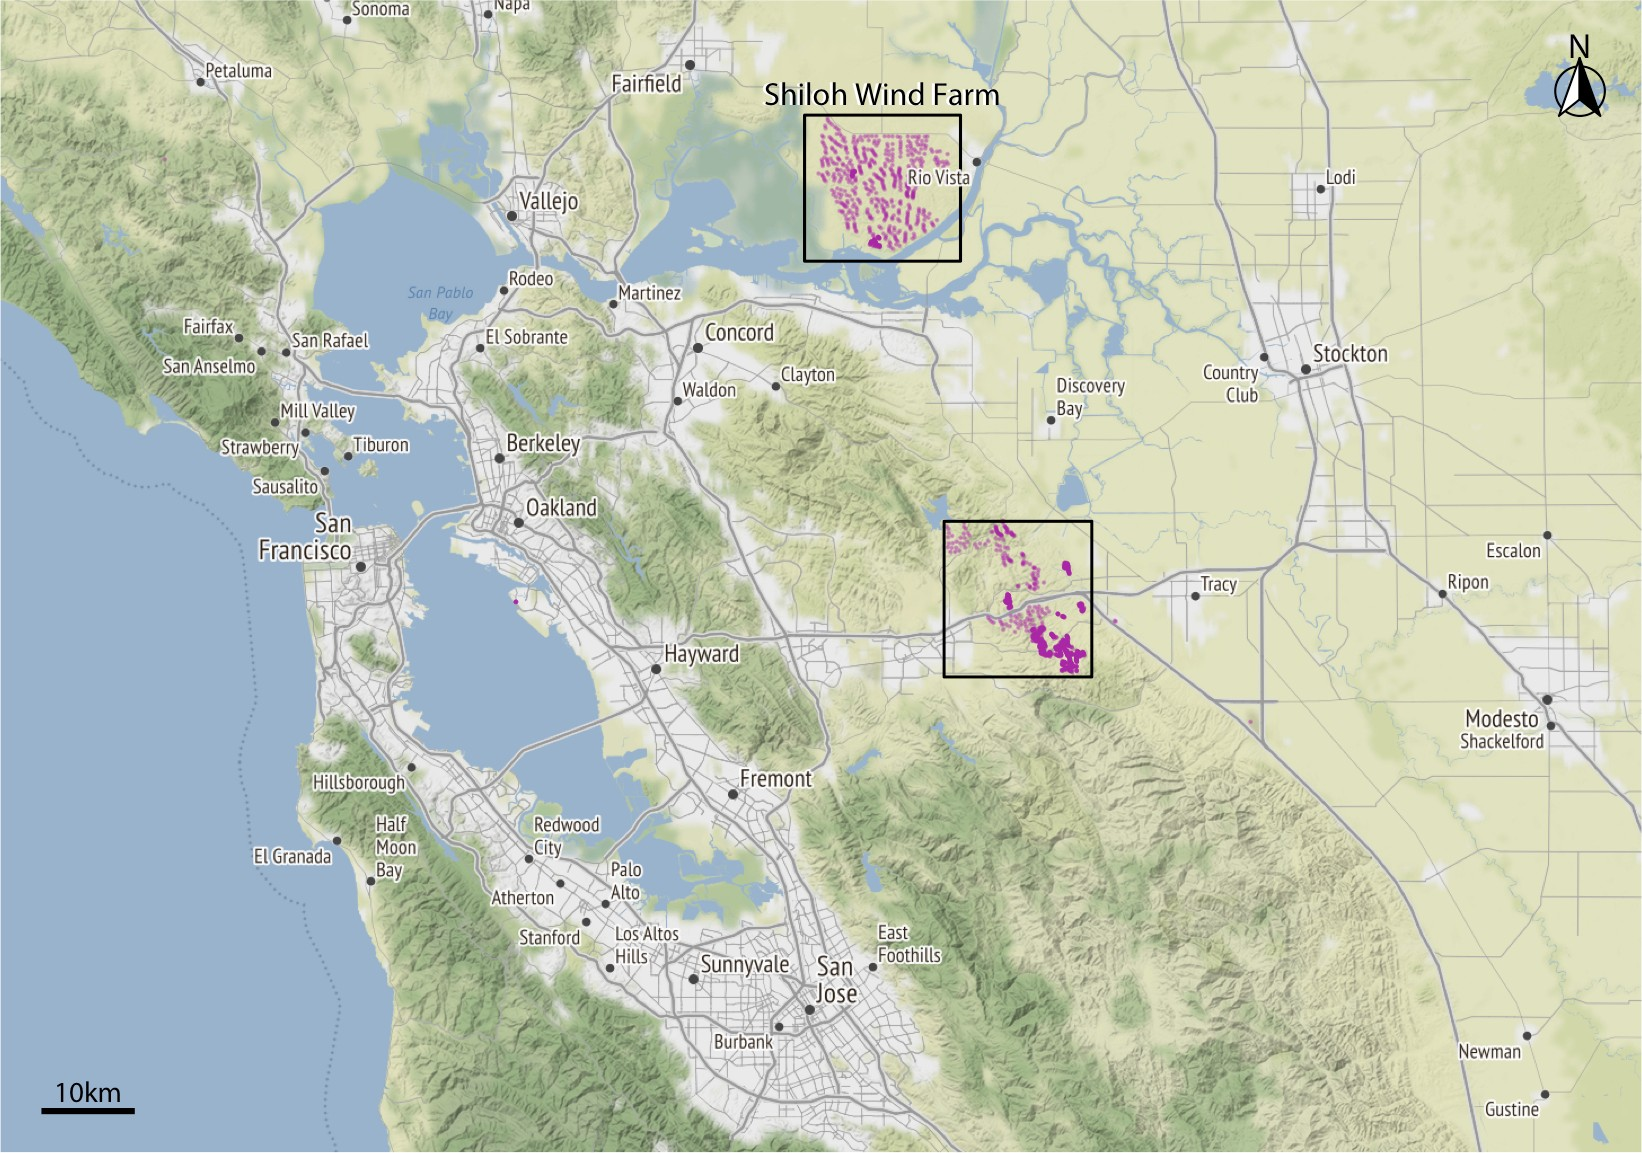 Sonoma
Napa
N
Petaluma
Fairfield
Shiloh Wind Farm
Rio Vista
Lodi
Vallejo
Rodeo
San Pablo
Bay
Martinez
Fairfax
San Rafael
El Sobrante
Concord
San Anselmo
Clayton
Waldon
Stockton
Country
Club
Discovery
Bay
Mill Valley
Strawberry
Tiburon
Berkeley
Sausalito
Oakland
San
Francisco
Escalon
Tracy
Ripon
Hayward
Modesto
Shackelford
Hillsborough
Fremont
Half
Moon
Bay
El Granada
Redwood
City
Palo
Alto
Atherton
Stanford
Los Altos
Hills
East
Foothills
Sunnyvale
San
Jose
Burbank
Newman
10km
Gustine